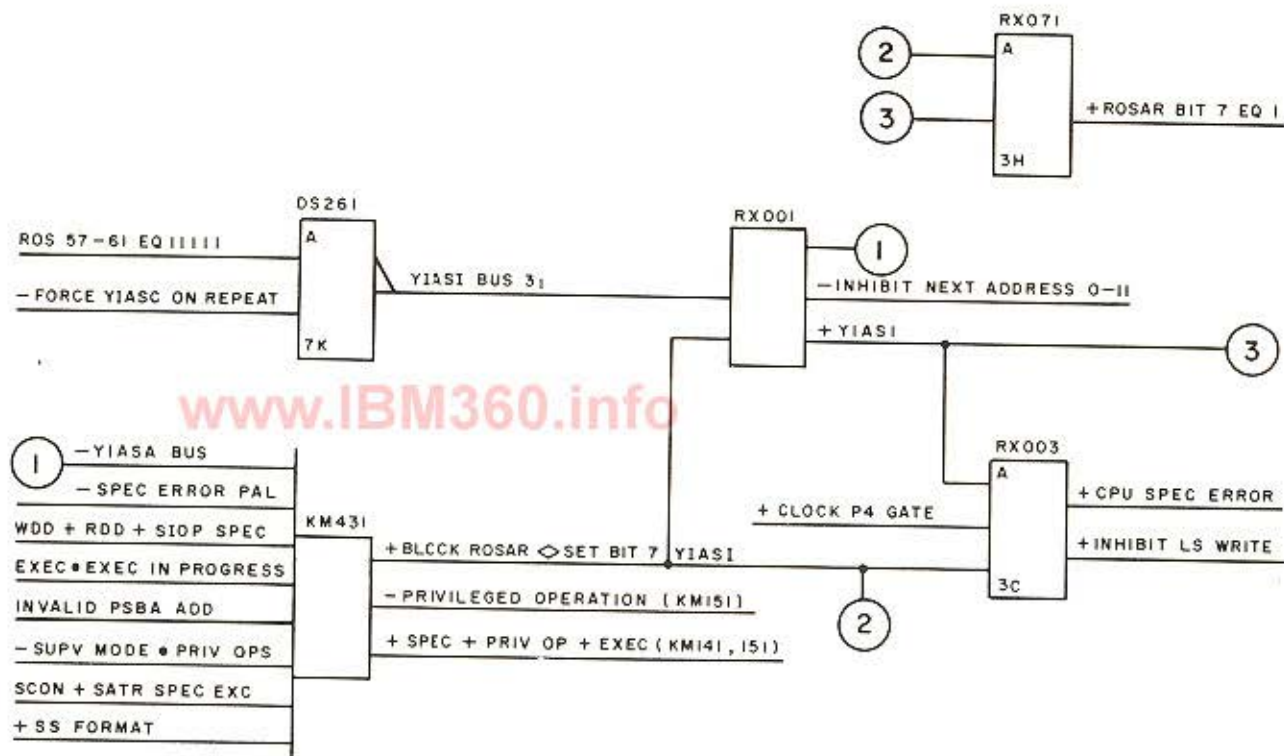 RX071
2
A
3
+ROSAR BIT 7 EQ 1
3H
DS261
RX001
ROS 57-61 EQ 11111
A
1
YIASI BUS 3₁
-INHIBIT NEXT ADDRESS 0-11
-FORCE YIASC ON REPEAT
+ YIASI
3
7K
www.IBM360.info
1
-YIASA BUS
RX003
A
- SPEC ERROR PAL
+CPU SPEC ERROR
KM431
+ CLOCK P4 GATE
WDD + RDD + SIOP SPEC
+BLCCK ROSAR <>SET BIT 7 YIASI
+INHIBIT LS WRITE
EXEC • EXEC IN PROGRESS
3C
-PRIVILEGED OPERATION (KM151)
INVALID PSBA ADD
2
- SUPV MODE • PRIV OPS
+ SPEC + PRIV OP + EXEC (KM141, 151)
SCON + SATR SPEC EXC
+ SS FORMAT